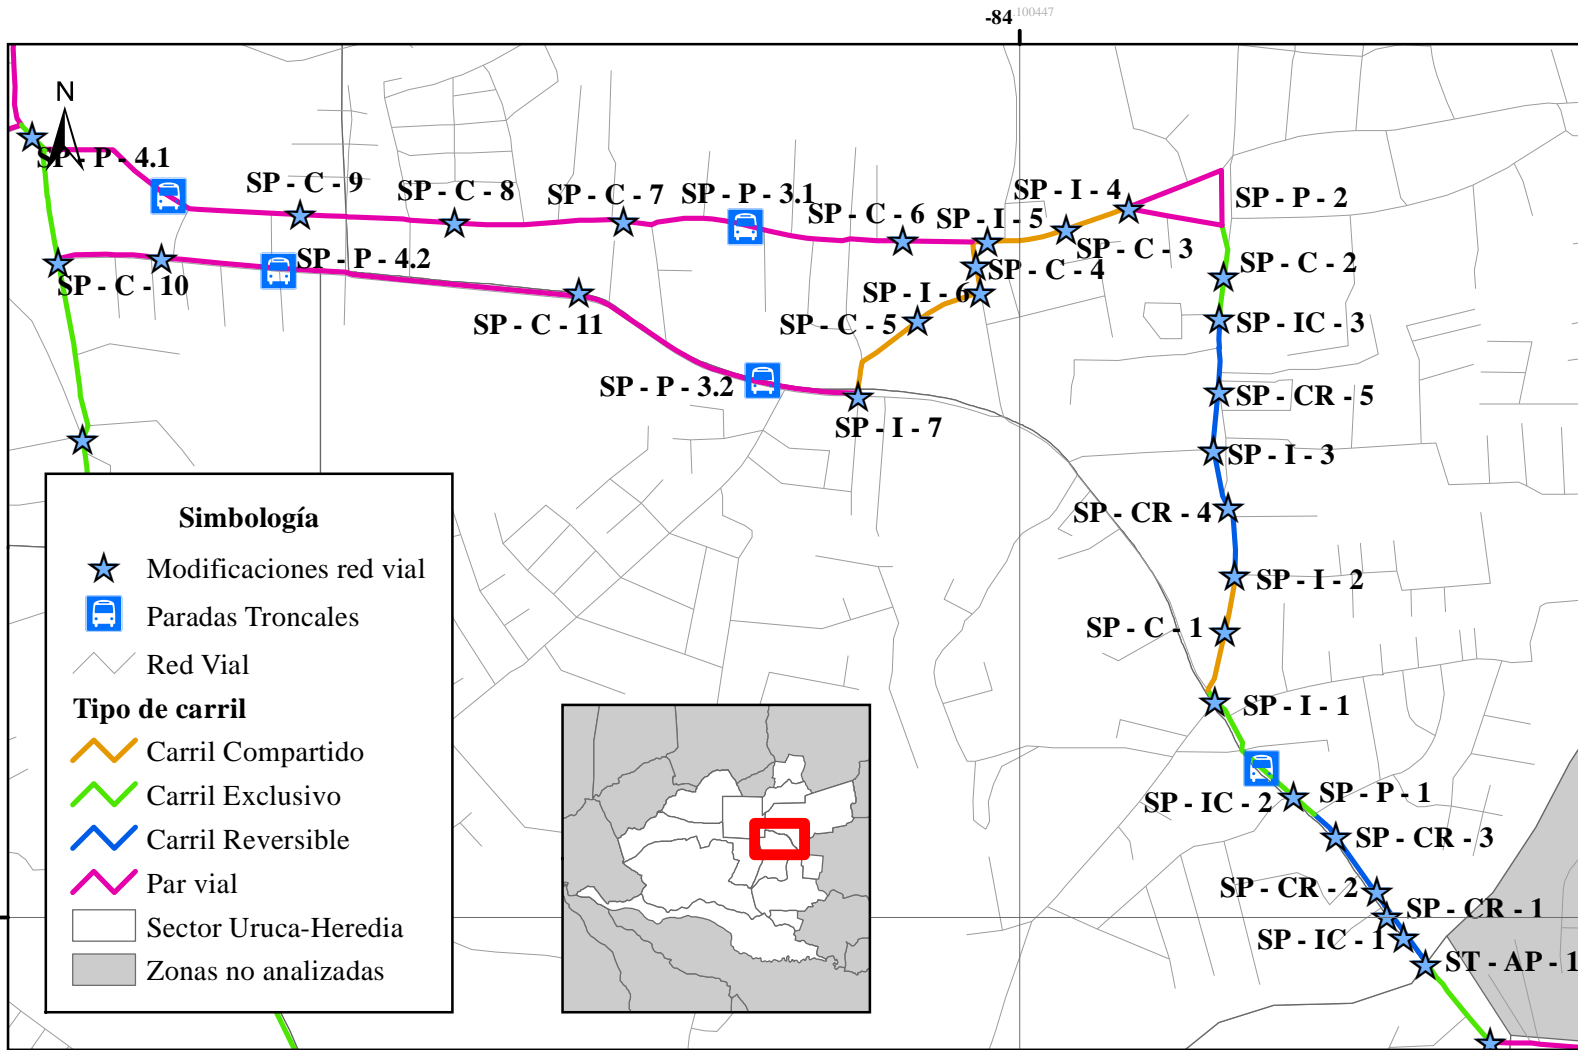 -84
.100447
N
SP - P - 4.1
SP - C - 9
SP - C - 8
SP - C - 7
SP - P - 3.1
SP - C - 6
SP - I - 5
SP - I - 4
SP - P - 2
SP - C - 3
SP - C - 2
SP - C - 4
SP - P - 4.2
SP - C - 10
SP - I - 6
SP - C - 5
SP - C - 11
SP - IC - 3
SP - P - 3.2
SP - CR - 5
SP - I - 7
SP - I - 3
SP - CR - 4
SP - I - 2
SP - C - 1
SP - I - 1
SP - IC - 2
SP - P - 1
SP - CR - 3
SP - CR - 2
SP - CR - 1
SP - IC - 1
ST - AP - 1
Simbología
Modificaciones red vial
Paradas Troncales
Red Vial
Tipo de carril
Carril Compartido
Carril Exclusivo
Carril Reversible
Par vial
Sector Uruca-Heredia
Zonas no analizadas